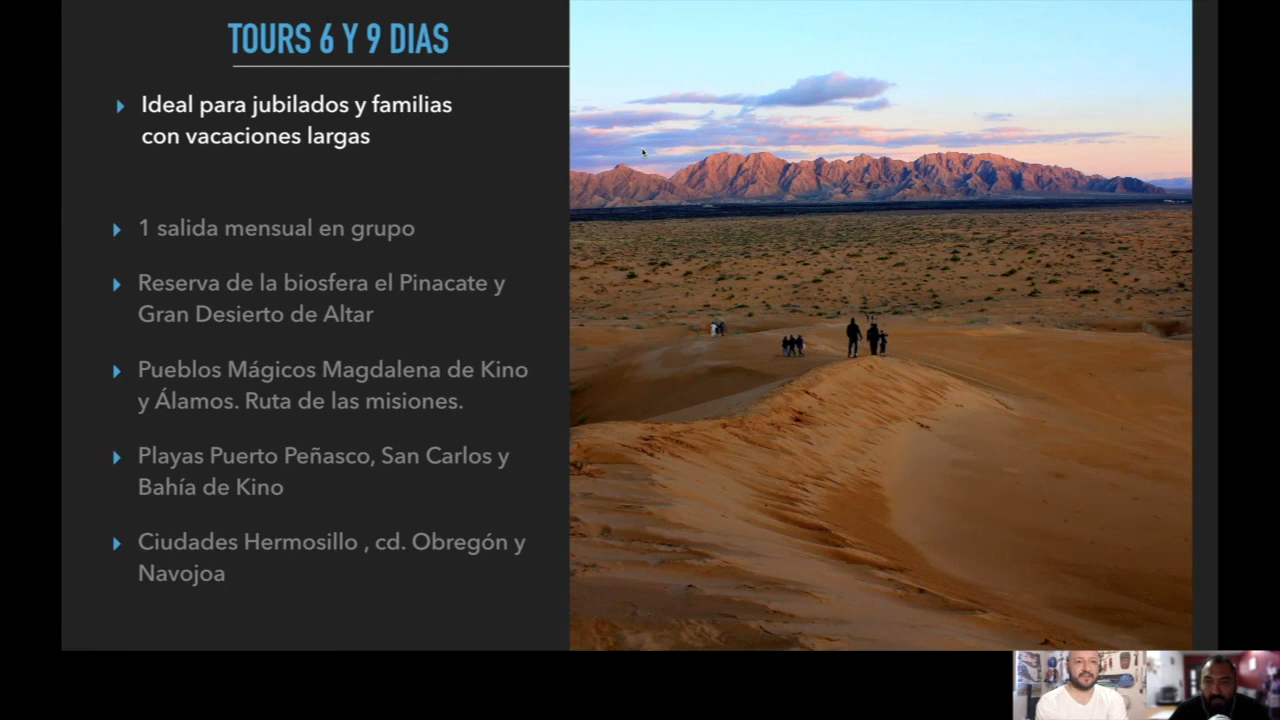 TOURS 6 Y 9 DIAS
Ideal para jubilados y familias
con vacaciones largas
1 salida mensual en grupo
Reserva de la biosfera el Pinacate y
Gran Desierto de Altar
Pueblos Mágicos Magdalena de Kino
y Álamos. Ruta de las misiones.
Playas Puerto Peñasco, San Carlos y
Bahía de Kino
Ciudades Hermosillo , cd. Obregón y
Navojoa